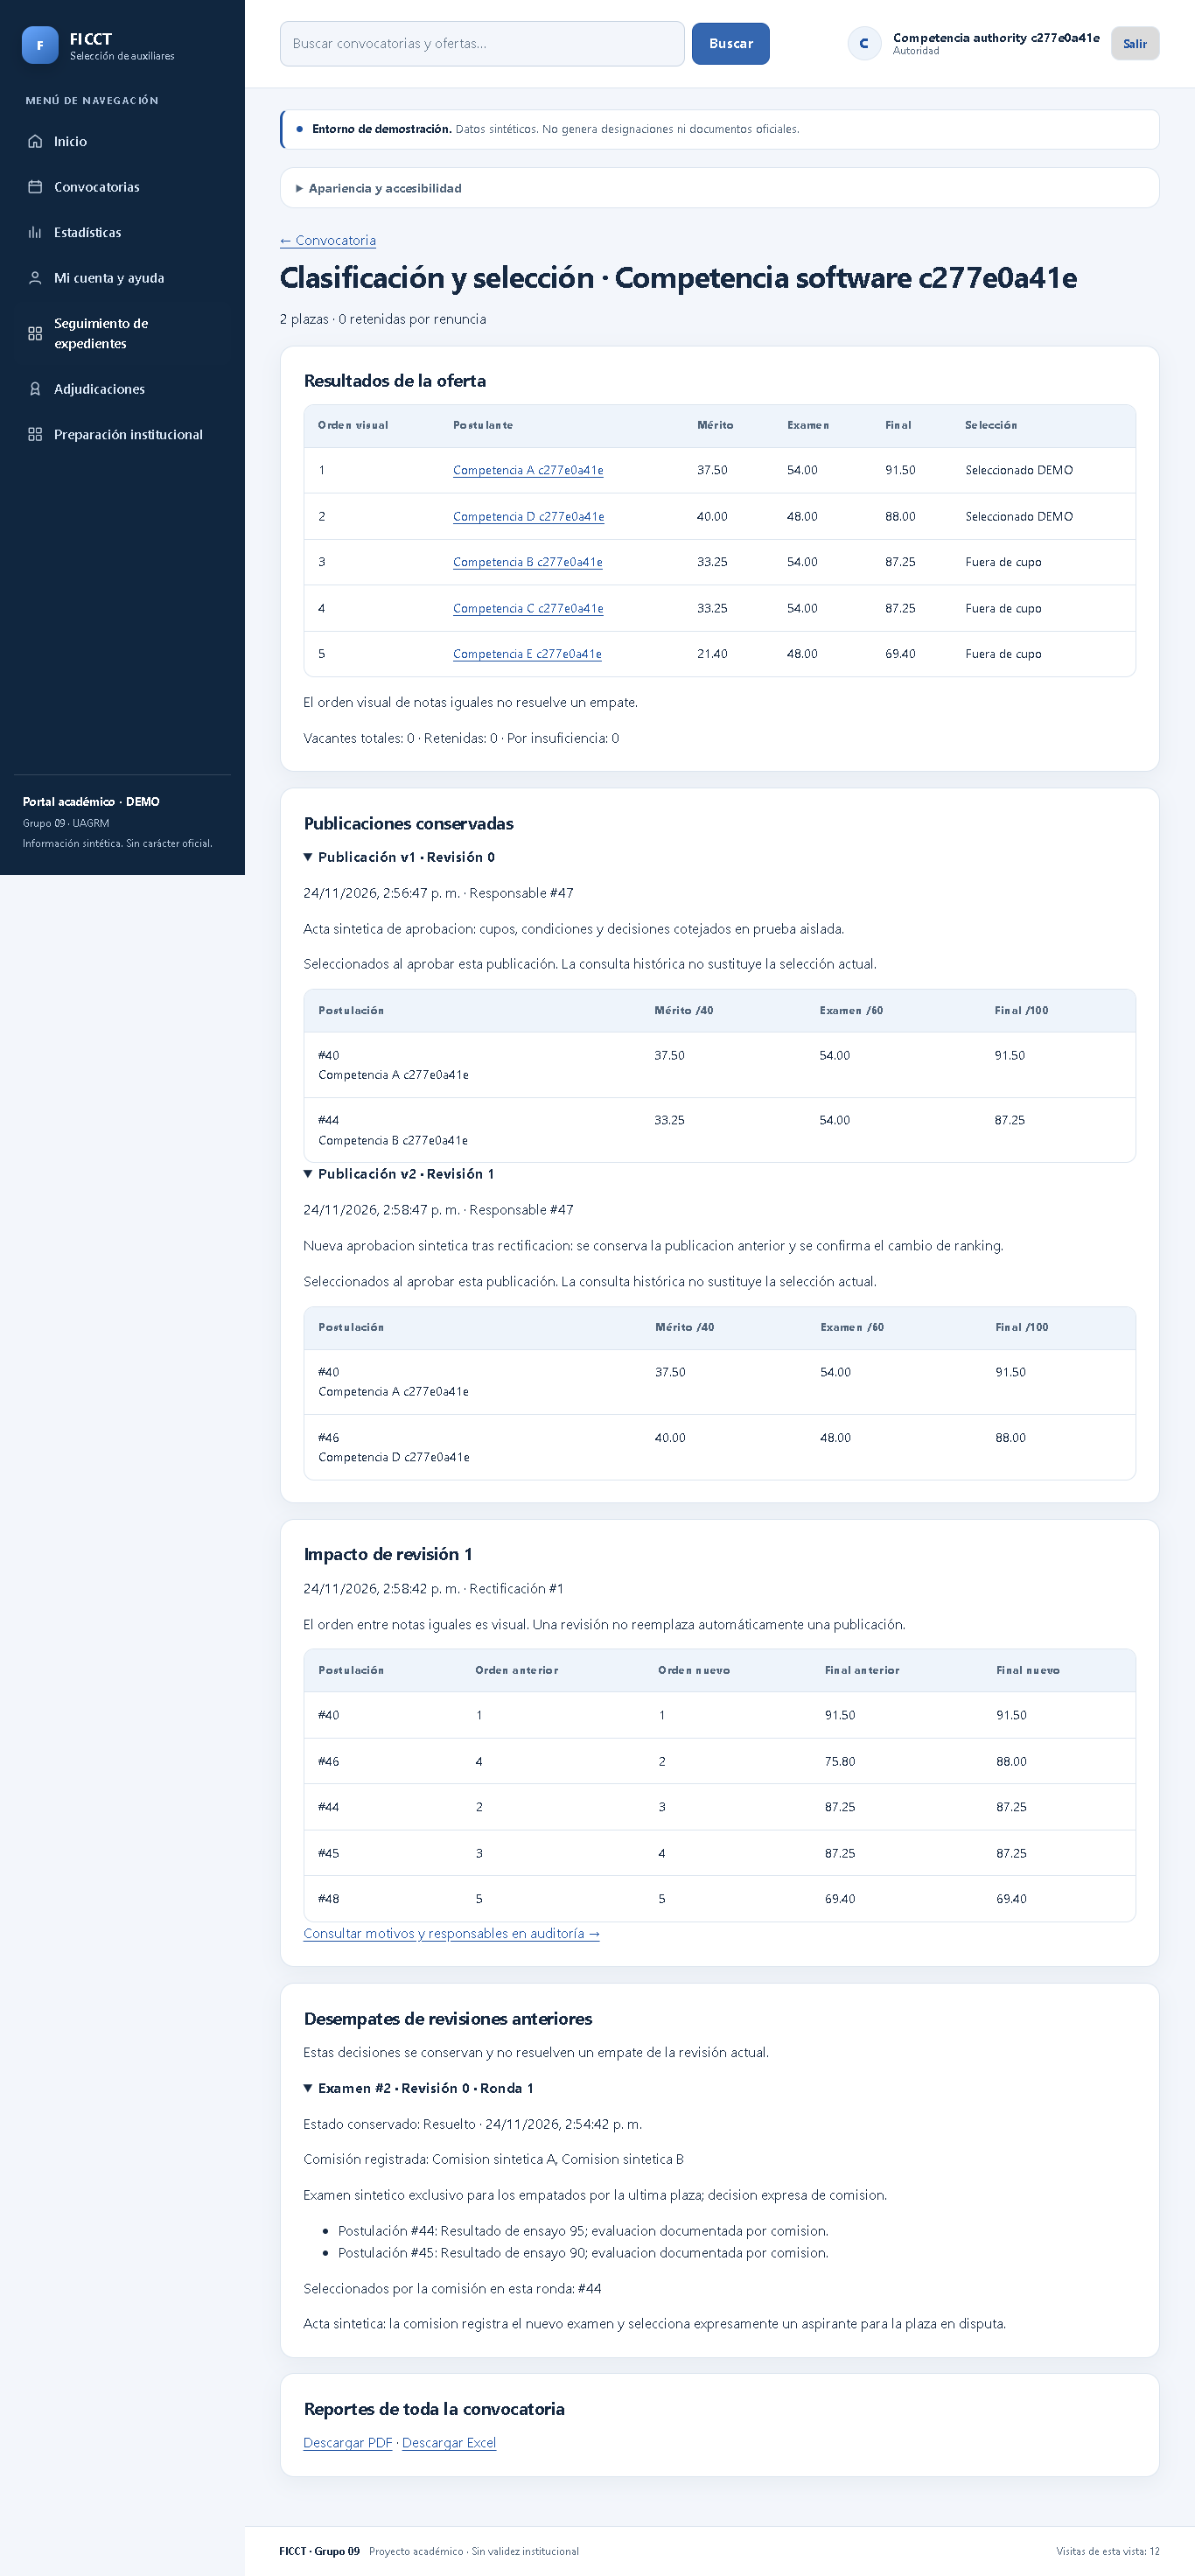 F
FICCT
Selección de auxiliares
MENÚ DE NAVEGACIÓN
Inicio
Convocatorias
Estadísticas
Mi cuenta y ayuda
Seguimiento de
expedientes
Adjudicaciones
Preparación institucional
Portal académico · DEMO
Grupo 09 · UAGRM
Información sintética. Sin carácter oficial.
Buscar convocatorias y ofertas...
Buscar
C
Competencia authority c277e0a41e
Autoridad
Salir
Entorno de demostración. Datos sintéticos. No genera designaciones ni documentos oficiales.
▶ Apariencia y accesibilidad
← Convocatoria
Clasificación y selección · Competencia software c277e0a41e
2 plazas · 0 retenidas por renuncia
Resultados de la oferta
Orden visual Postulante Mérito Examen Final Selección
1 Competencia A c277e0a41e 37.50 54.00 91.50 Seleccionado DEMO
2 Competencia D c277e0a41e 40.00 48.00 88.00 Seleccionado DEMO
3 Competencia B c277e0a41e 33.25 54.00 87.25 Fuera de cupo
4 Competencia C c277e0a41e 33.25 54.00 87.25 Fuera de cupo
5 Competencia E c277e0a41e 21.40 48.00 69.40 Fuera de cupo
El orden visual de notas iguales no resuelve un empate.
Vacantes totales: 0 · Retenidas: 0 · Por insuficiencia: 0
Publicaciones conservadas
▼ Publicación v1 · Revisión 0
24/11/2026, 2:56:47 p. m. · Responsable #47
Acta sintetica de aprobacion: cupos, condiciones y decisiones cotejados en prueba aislada.
Seleccionados al aprobar esta publicación. La consulta histórica no sustituye la selección actual.
Postulación Mérito /40 Examen /60 Final /100
#40 37.50 54.00 91.50
Competencia A c277e0a41e
#44 33.25 54.00 87.25
Competencia B c277e0a41e
▼ Publicación v2 · Revisión 1
24/11/2026, 2:58:47 p. m. · Responsable #47
Nueva aprobacion sintetica tras rectificacion: se conserva la publicacion anterior y se confirma el cambio de ranking.
Seleccionados al aprobar esta publicación. La consulta histórica no sustituye la selección actual.
Postulación Mérito /40 Examen /60 Final /100
#40 37.50 54.00 91.50
Competencia A c277e0a41e
#46 40.00 48.00 88.00
Competencia D c277e0a41e
Impacto de revisión 1
24/11/2026, 2:58:42 p. m. · Rectificación #1
El orden entre notas iguales es visual. Una revisión no reemplaza automáticamente una publicación.
Postulación Orden anterior Orden nuevo Final anterior Final nuevo
#40 1 1 91.50 91.50
#46 4 2 75.80 88.00
#44 2 3 87.25 87.25
#45 3 4 87.25 87.25
#48 5 5 69.40 69.40
Consultar motivos y responsables en auditoría →
Desempates de revisiones anteriores
Estas decisiones se conservan y no resuelven un empate de la revisión actual.
▼ Examen #2 · Revisión 0 · Ronda 1
Estado conservado: Resuelto · 24/11/2026, 2:54:42 p. m.
Comisión registrada: Comision sintetica A, Comision sintetica B
Examen sintetico exclusivo para los empatados por la ultima plaza; decision expresa de comision.
• Postulación #44: Resultado de ensayo 95; evaluacion documentada por comision.
• Postulación #45: Resultado de ensayo 90; evaluacion documentada por comision.
Seleccionados por la comisión en esta ronda: #44
Acta sintetica: la comision registra el nuevo examen y selecciona expresamente un aspirante para la plaza en disputa.
Reportes de toda la convocatoria
Descargar PDF · Descargar Excel
FICCT · Grupo 09 Proyecto académico · Sin validez institucional
Visitas de esta vista: 12